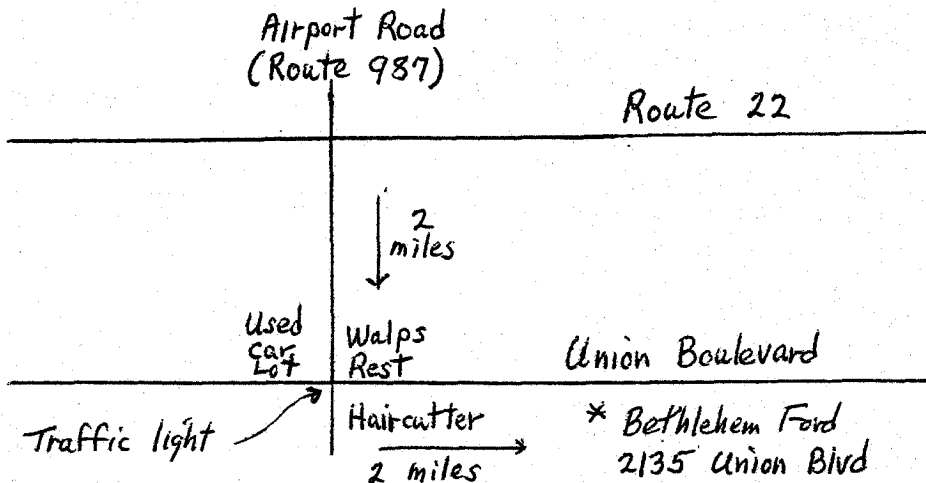 Airport Road
(Route 987)
Route 22
2
miles
Used
Car
Lot
Walps
Rest
Union Boulevard
Traffic light
Haircutter
2 miles
* Bethlehem Ford
2135 Union Blvd